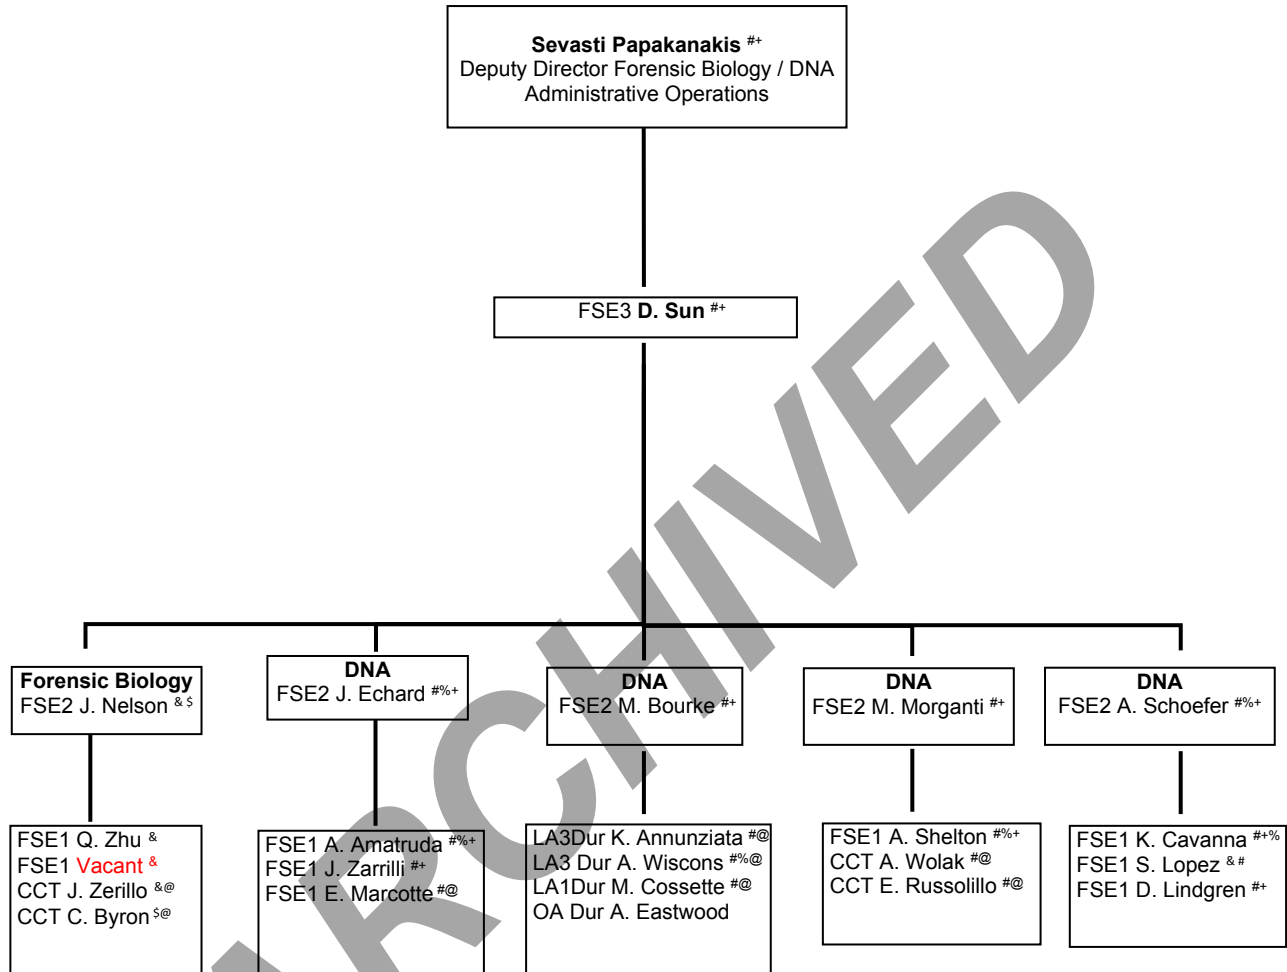 Sevasti Papakanakis #+
Deputy Director Forensic Biology / DNA
Administrative Operations
FSE3 D. Sun #+
Forensic Biology
FSE2 J. Nelson & $
DNA
FSE2 J. Echard #%+
DNA
FSE2 M. Bourke #+
DNA
FSE2 M. Morganti #+
DNA
FSE2 A. Schoefer #%+
FSE1 Q. Zhu &
FSE1 Vacant &
CCT J. Zerillo &@
CCT C. Byron $@
FSE1 A. Amatruda #%+
FSE1 J. Zarrilli #+
FSE1 E. Marcotte #@
LA3Dur K. Annunziata #@
LA3 Dur A. Wiscons #%@
LA1Dur M. Cossette #@
OA Dur A. Eastwood
FSE1 A. Shelton #%+
CCT A. Wolak #@
CCT E. Russolillo #@
FSE1 K. Cavanna #+%
FSE1 S. Lopez & #
FSE1 D. Lindgren #+
ARCHIVED